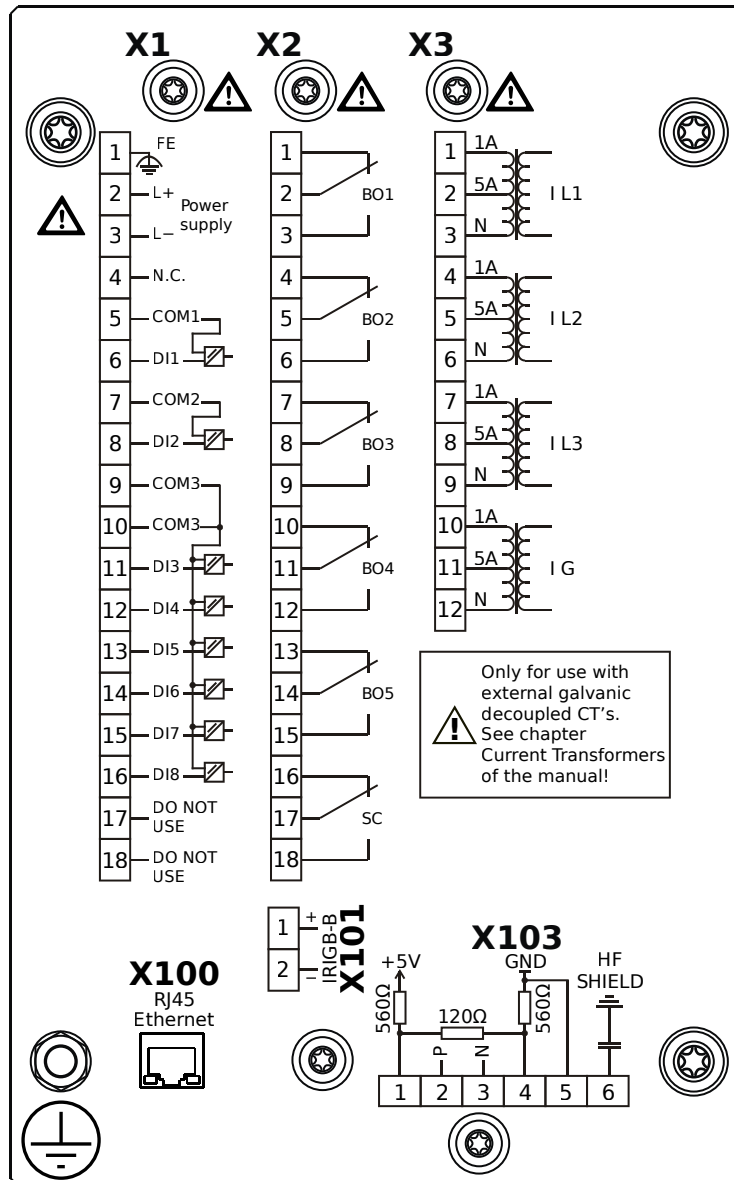 X1
X2
X3
1 FE
2 L+
Power
supply
3 L−
4 N.C.
5 COM1
6 DI1
7 COM2
8 DI2
9 COM3
10 COM3
11 DI3
12 DI4
13 DI5
14 DI6
15 DI7
16 DI8
17 DO NOT
USE
18 DO NOT
USE
1
2 BO1
3
4
5 BO2
6
7
8 BO3
9
10
11 BO4
12
13
14 BO5
15
16
17 SC
18
1 1A
2 5A I L1
3 N
4 1A
5 5A I L2
6 N
7 1A
8 5A I L3
9 N
10 1A
11 5A I G
12 N
Only for use with
external galvanic
decoupled CT's.
See chapter
Current Transformers
of the manual!
X100
RJ45
Ethernet
1 +
2 −
IRIGB-B
X101
X103
+5V
GND
HF
SHIELD
560Ω
120Ω
560Ω
P N
1 2 3 4 5 6